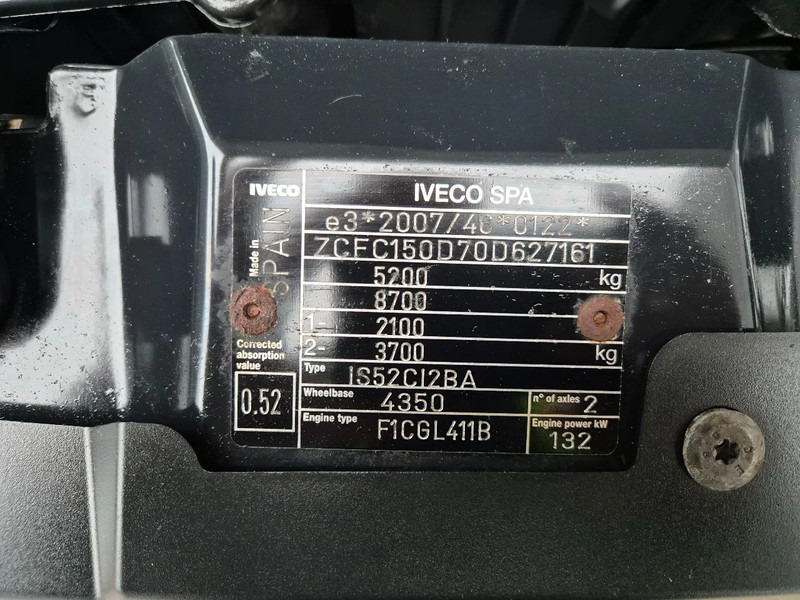 IVECO
IVECO SPA
Made in
SPAIN
e3*2007/46*0122*
ZCFC150D70D627161
5200 kg
8700
1- 2100
2- 3700 kg
Corrected
absorption
value
0.52
Type IS52CI2BA
Wheelbase 4350
n° of axles 2
Engine type F1CGL411B
Engine power kW
132